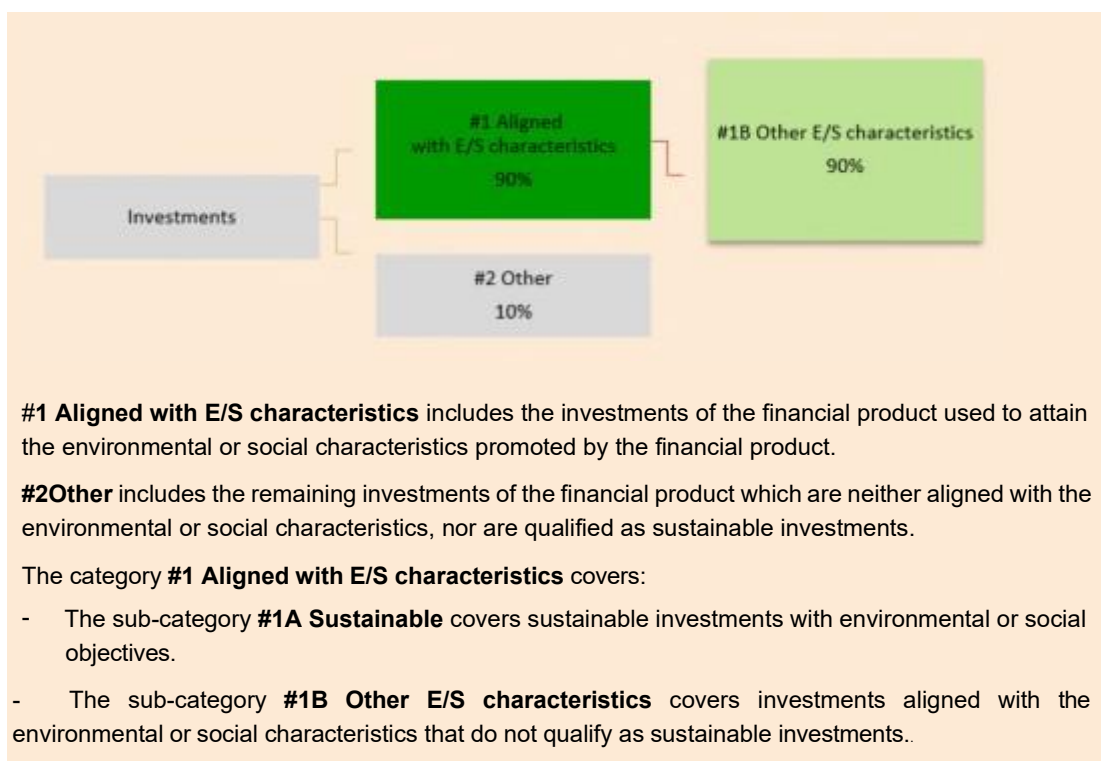 #1 Aligned
with E/S characteristics
90%
#1B Other E/S characteristics
90%
Investments
#2 Other
10%
#1 Aligned with E/S characteristics includes the investments of the financial product used to attain
the environmental or social characteristics promoted by the financial product.
#2Other includes the remaining investments of the financial product which are neither aligned with the
environmental or social characteristics, nor are qualified as sustainable investments.
The category #1 Aligned with E/S characteristics covers:
- The sub-category #1A Sustainable covers sustainable investments with environmental or social
objectives.
- The sub-category #1B Other E/S characteristics covers investments aligned with the
environmental or social characteristics that do not qualify as sustainable investments..